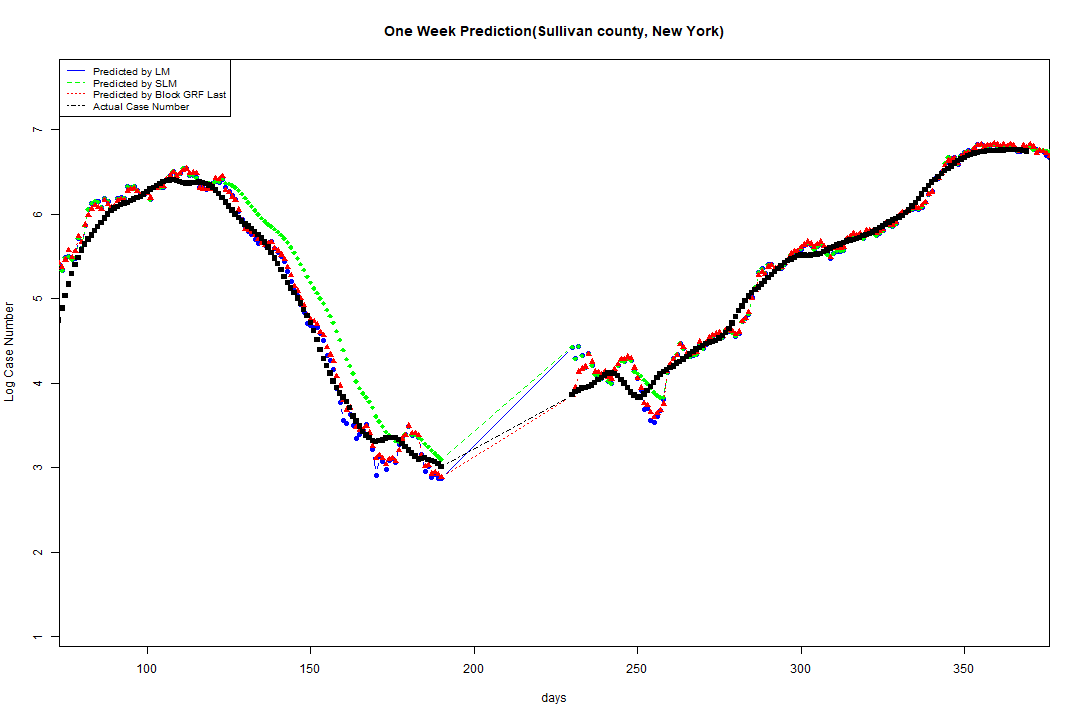 One Week Prediction(Sullivan county, New York)
Predicted by LM
Predicted by SLM
Predicted by Block GRF Last
Actual Case Number
7
6
5
4
3
2
1
Log Case Number
100 150 200 250 300 350
days